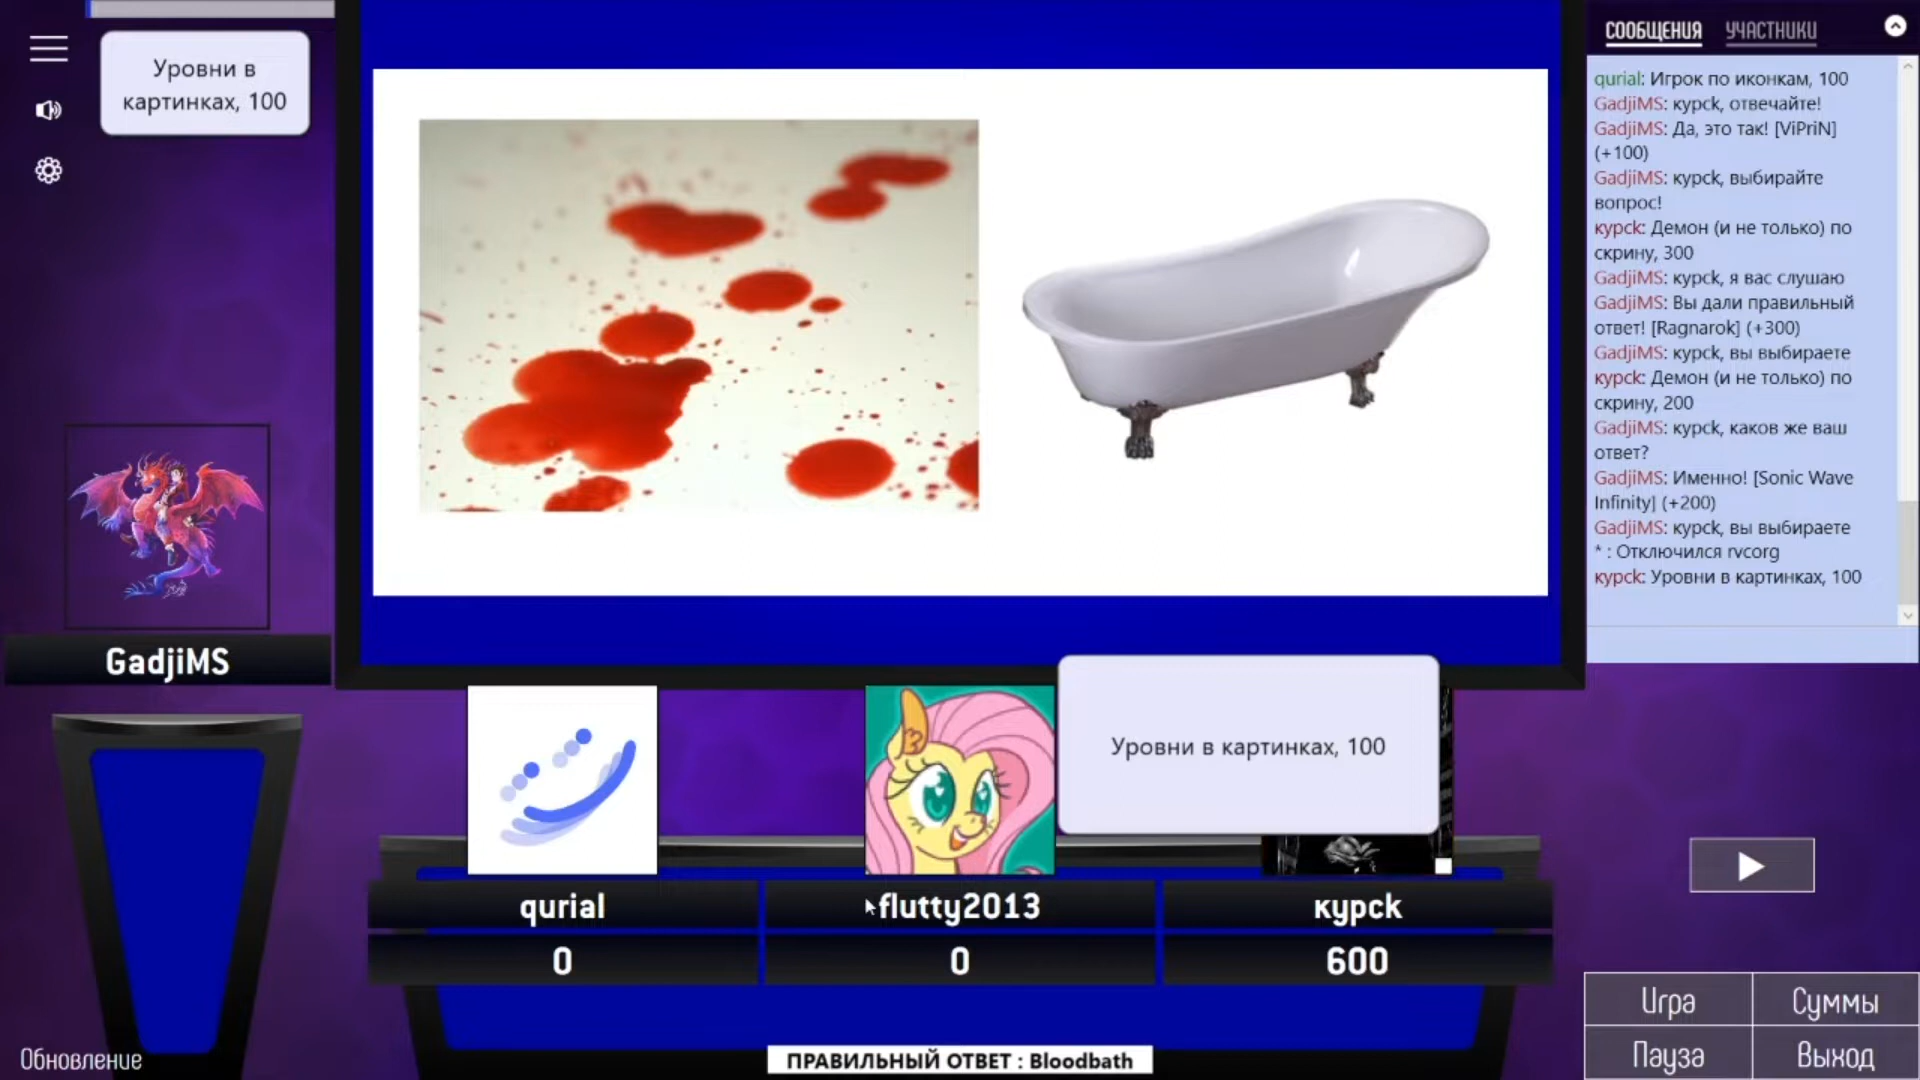 Уровни в
картинках, 100
GadjiMS
Обновление
Уровни в картинках, 100
qurial
flutty2013
курск
0
0
600
ПРАВИЛЬНЫЙ ОТВЕТ : Bloodbath
СООБЩЕНИЯ
УЧАСТНИКИ
qurial: Игрок по иконкам, 100
GadjiMS: курск, отвечайте!
GadjiMS: Да, это так! [ViPriN]
(+100)
GadjiMS: курск, выбирайте
вопрос!
курск: Демон (и не только) по
скрину, 300
GadjiMS: курск, я вас слушаю
GadjiMS: Вы дали правильный
ответ! [Ragnarok] (+300)
GadjiMS: курск, вы выбираете
курск: Демон (и не только) по
скрину, 200
GadjiMS: курск, каков же ваш
ответ?
GadjiMS: Именно! [Sonic Wave
Infinity] (+200)
GadjiMS: курск, вы выбираете
* : Отключился rvcorg
курск: Уровни в картинках, 100
Игра
Суммы
Пауза
Выход